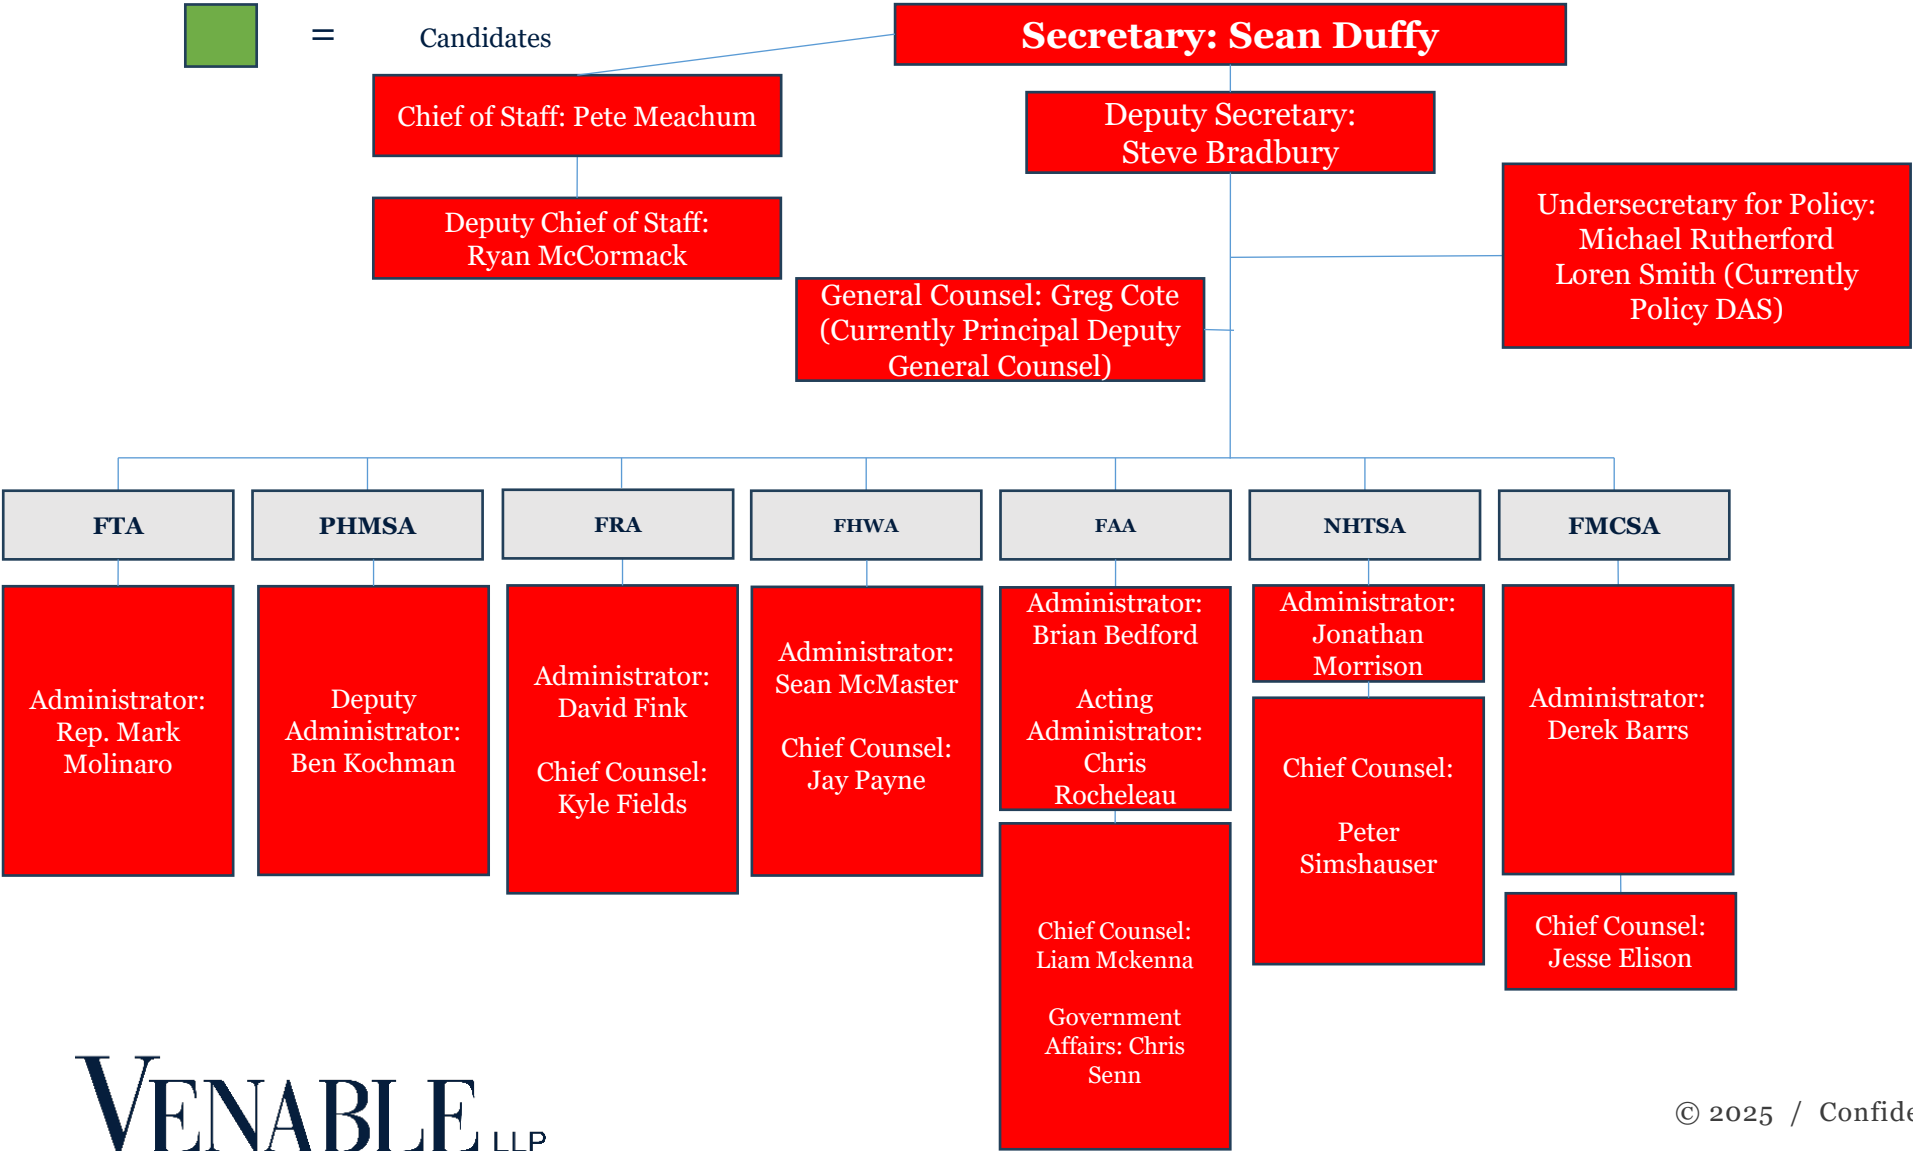 =
Candidates
Secretary: Sean Duffy
Chief of Staff: Pete Meachum
Deputy Secretary:
Steve Bradbury
Deputy Chief of Staff:
Ryan McCormack
Undersecretary for Policy:
Michael Rutherford
Loren Smith (Currently
Policy DAS)
General Counsel: Greg Cote
(Currently Principal Deputy
General Counsel)
FTA
PHMSA
FRA
FHWA
FAA
NHTSA
FMCSA
Administrator:
Rep. Mark
Molinaro
Deputy
Administrator:
Ben Kochman
Administrator:
David Fink
Chief Counsel:
Kyle Fields
Administrator:
Sean McMaster
Chief Counsel:
Jay Payne
Administrator:
Brian Bedford
Acting
Administrator:
Chris
Rocheleau
Chief Counsel:
Liam Mckenna
Government
Affairs: Chris
Senn
Administrator:
Jonathan
Morrison
Chief Counsel:
Peter
Simshauser
Administrator:
Derek Barrs
Chief Counsel:
Jesse Elison
VENABLE LLP
© 2025 / Confide